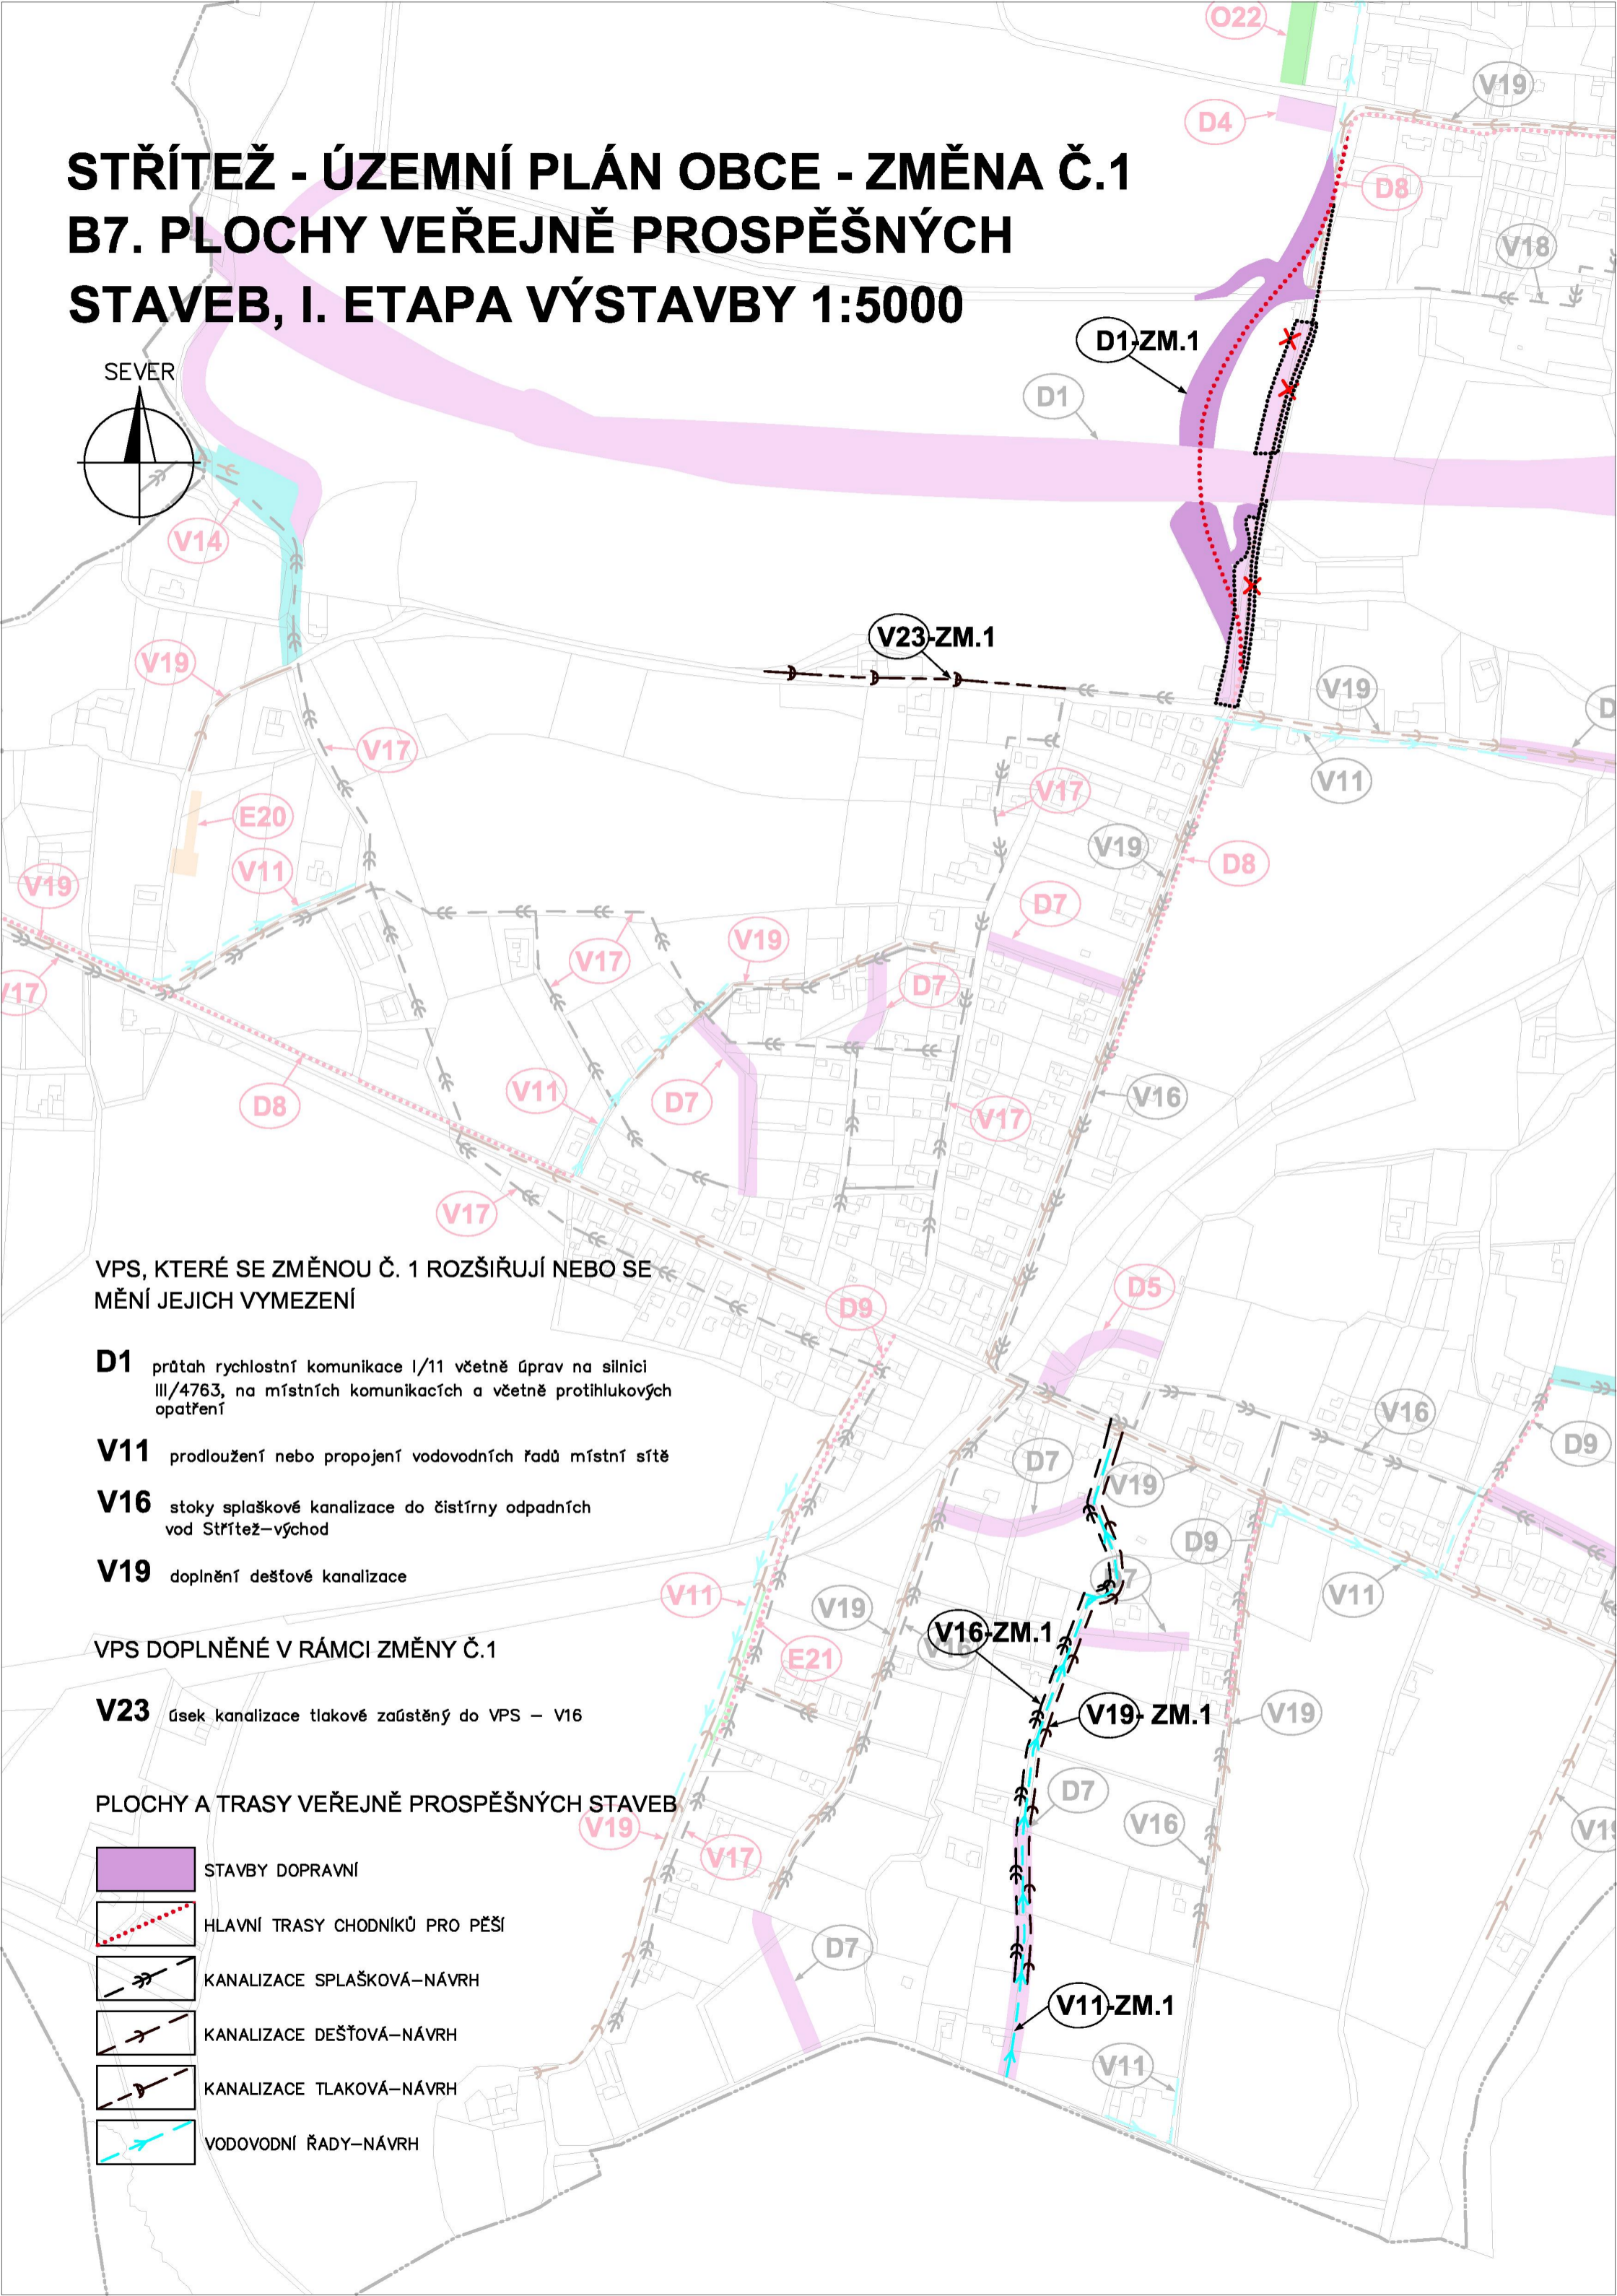 O22
V19
D4
STŘÍTEŽ - ÚZEMNÍ PLÁN OBCE - ZMĚNA Č.1
D8
B7. PLOCHY VEŘEJNĚ PROSPĚŠNÝCH
V18
STAVEB, I. ETAPA VÝSTAVBY 1:5000
D1-ZM.1
SEVER
D1
V14
V23-ZM.1
V19
V19
D
V17
V11
V17
E20
V19
V11
D8
V19
D7
V19
V17
D7
V17
V11
D7
V16
D8
V17
V17
VPS, KTERÉ SE ZMĚNOU Č. 1 ROZŠIŘUJÍ NEBO SE
MĚNÍ JEJICH VYMEZENÍ
D5
D9
D1 průtah rychlostní komunikace I/11 včetně úprav na silnici
III/4763, na místních komunikacích a včetně protihlukových
opatření
V16
D9
V11 prodloužení nebo propojení vodovodních řadů místní sítě
D7
V19
V16 stoky splaškové kanalizace do čistírny odpadních
vod Střítež–východ
D9
V19 doplnění dešťové kanalizace
D7
V11
V19
V11
V16-ZM.1
V16
VPS DOPLNĚNÉ V RÁMCI ZMĚNY Č.1
E21
V23 úsek kanalizace tlakové zaústěný do VPS – V16
V19- ZM.1
V19
D7
PLOCHY A TRASY VEŘEJNĚ PROSPĚŠNÝCH STAVEB
V19
V16
V19
V17
STAVBY DOPRAVNÍ
HLAVNÍ TRASY CHODNÍKŮ PRO PĚŠÍ
D7
KANALIZACE SPLAŠKOVÁ–NÁVRH
V11-ZM.1
KANALIZACE DEŠŤOVÁ–NÁVRH
V11
KANALIZACE TLAKOVÁ–NÁVRH
VODOVODNÍ ŘADY–NÁVRH